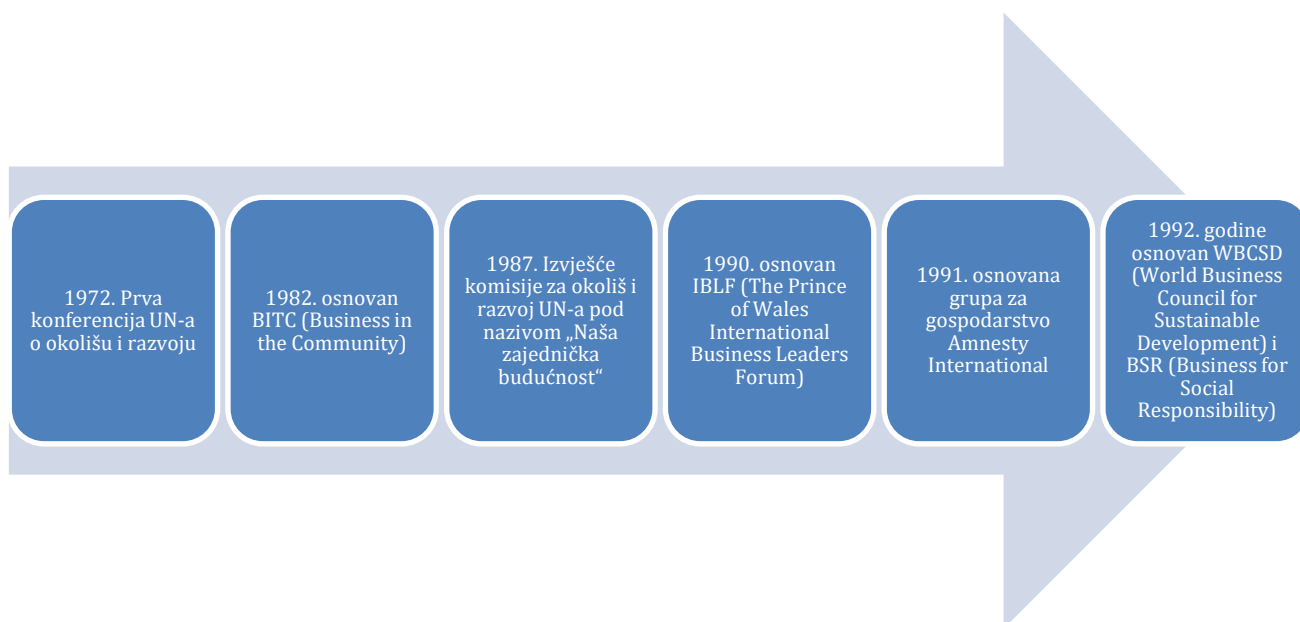 1972. Prva
konferencija UN-a
o okolišu i razvoju
1982. osnovan
BITC (Business in
the Community)
1987. Izvješće
komisije za okoliš i
razvoj UN-a pod
nazivom „Naša
zajednička
budućnost“
1990. osnovan
IBLF (The Prince
of Wales
International
Business Leaders
Forum)
1991. osnovana
grupa za
gospodarstvo
Amnesty
International
1992. godine
osnovan WBCSD
(World Business
Council for
Sustainable
Development) i
BSR (Business for
Social
Responsibility)